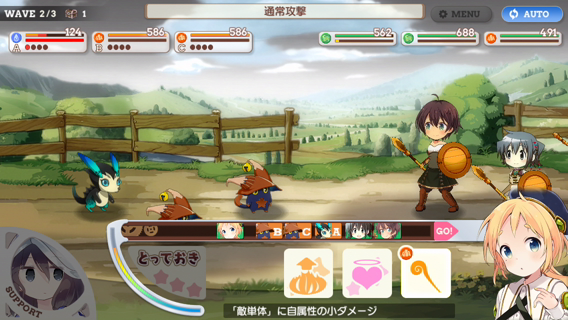 WAVE 2/3 1
通常攻撃
MENU
AUTO
124
586
586
562
688
491
A
B
C
B C A
GO!
とっておき
SUPPORT
「敵単体」に自属性の小ダメージ